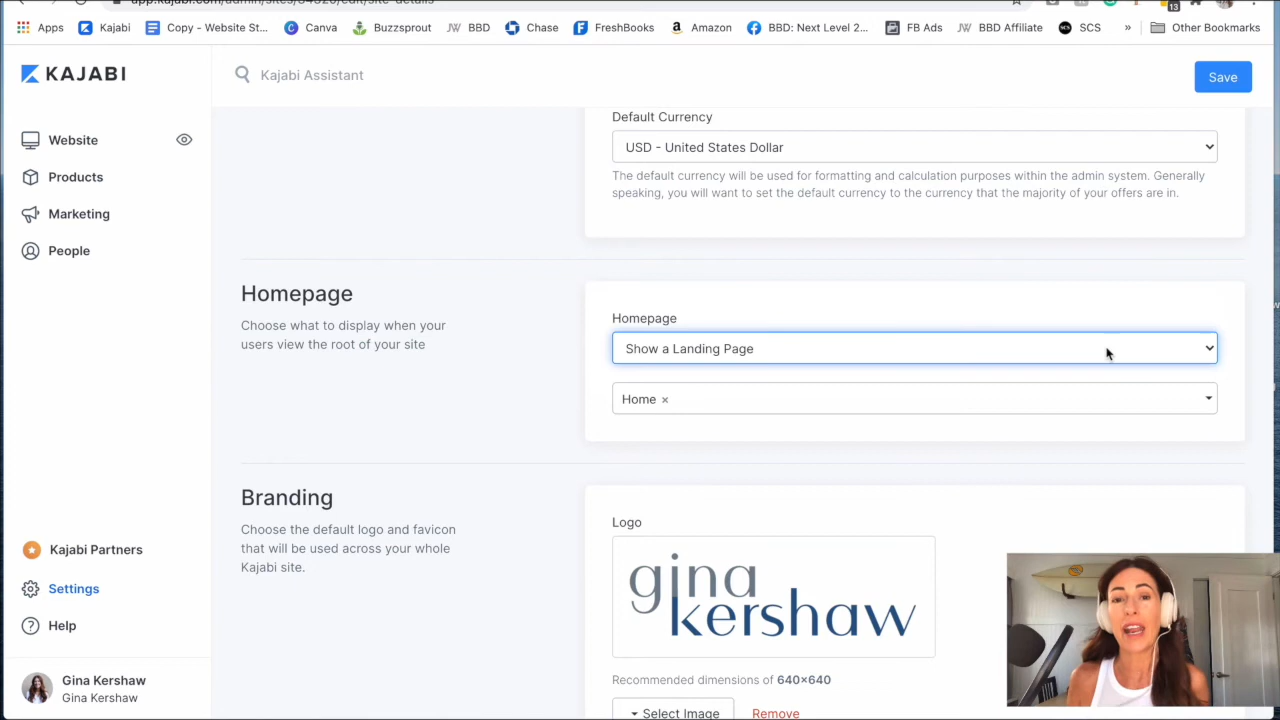 Apps
Kajabi
Copy - Website St...
Canva
Buzzsprout
BBD
Chase
FreshBooks
Amazon
BBD: Next Level 2...
FB Ads
BBD Affiliate
SCS
»
Other Bookmarks
13
KAJABI
Kajabi Assistant
Save
Website
Products
Marketing
People
Default Currency
USD - United States Dollar
The default currency will be used for formatting and calculation purposes within the admin system. Generally
speaking, you will want to set the default currency to the currency that the majority of your offers are in.
Homepage
Choose what to display when your
users view the root of your site
Homepage
Show a Landing Page
Home ×
Branding
Choose the default logo and favicon
that will be used across your whole
Kajabi site.
Logo
gina
kershaw
Recommended dimensions of 640×640
Select Image
Remove
Kajabi Partners
Settings
Help
Gina Kershaw
Gina Kershaw